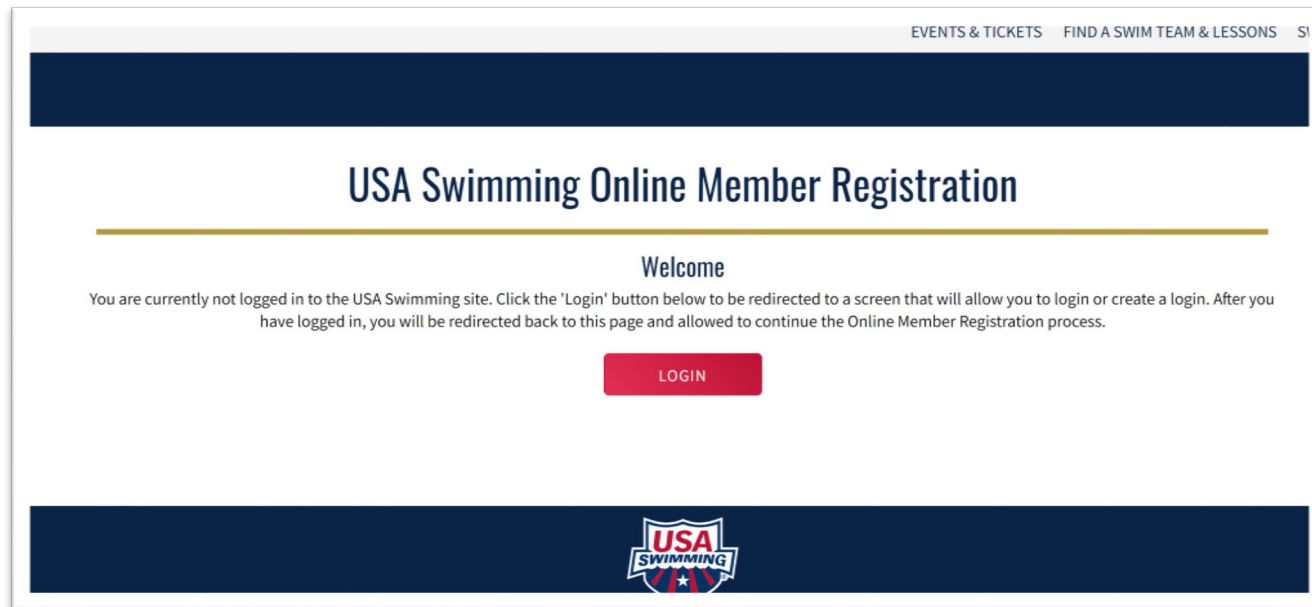 EVENTS & TICKETS FIND A SWIM TEAM & LESSONS
USA Swimming Online Member Registration
Welcome
You are currently not logged in to the USA Swimming site. Click the 'Login' button below to be redirected to a screen that will allow you to login or create a login. After you
have logged in, you will be redirected back to this page and allowed to continue the Online Member Registration process.
LOGIN
USA
SWIMMING